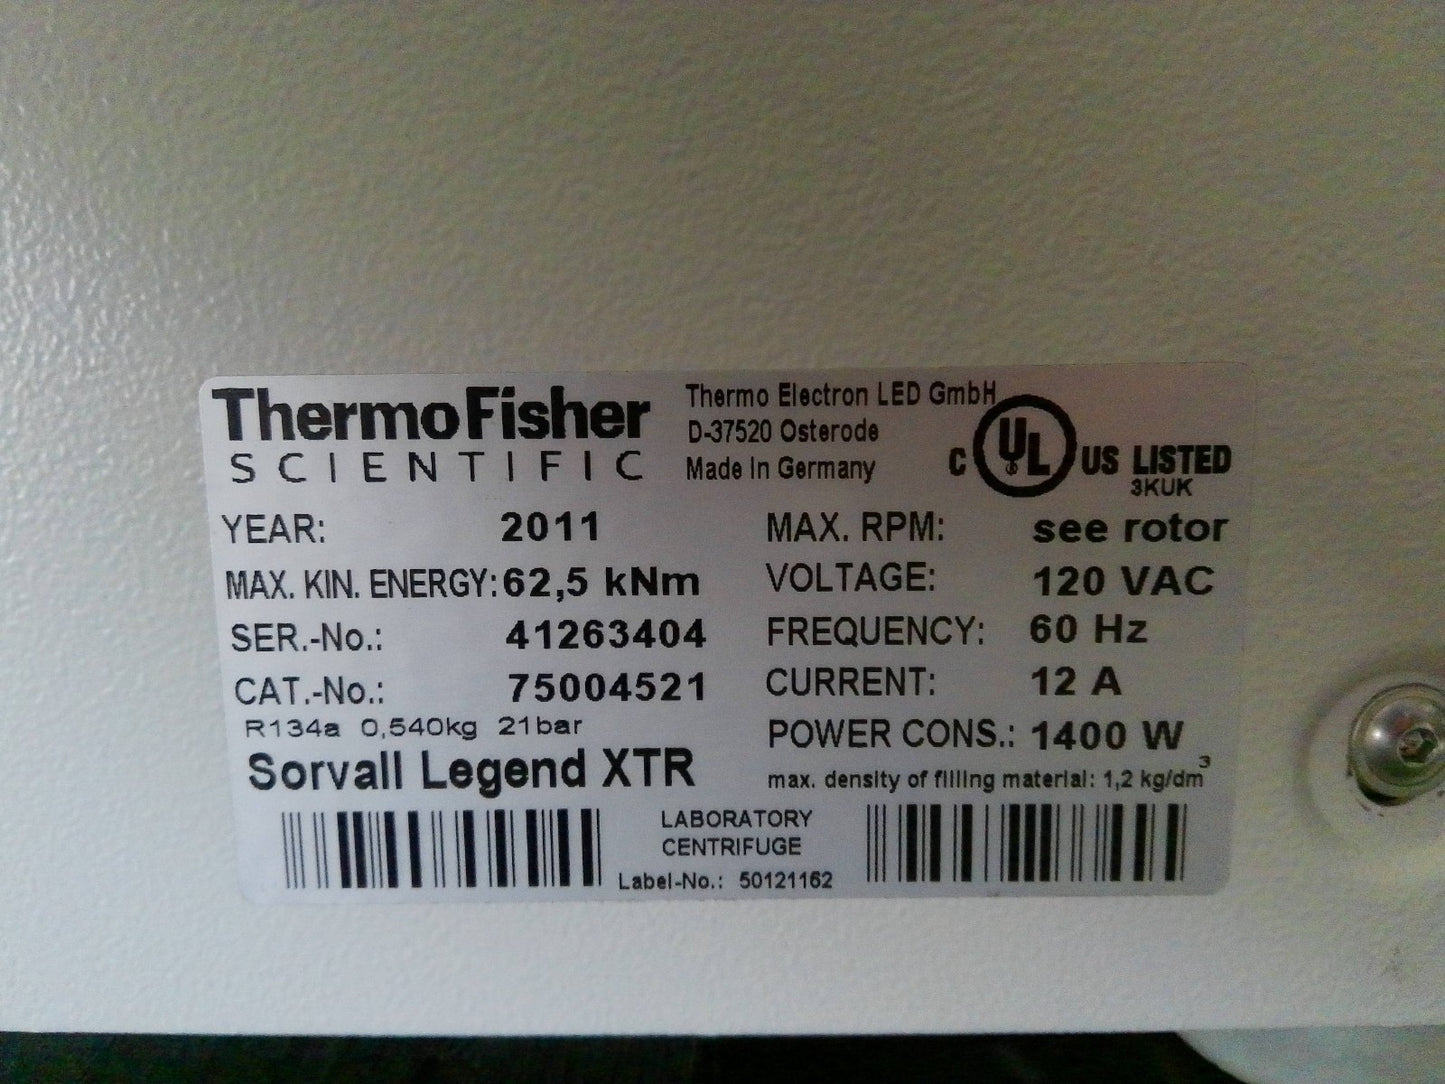 ThermoFisher
SCIENTIFIC
Thermo Electron LED GmbH
D-37520 Osterode
Made In Germany
C UL US LISTED
3KUK
YEAR: 2011
MAX. KIN. ENERGY: 62,5 kNm
SER.-No.: 41263404
CAT.-No.: 75004521
R134a 0,540kg 21bar
Sorvall Legend XTR
MAX. RPM: see rotor
VOLTAGE: 120 VAC
FREQUENCY: 60 Hz
CURRENT: 12 A
POWER CONS.: 1400 W
max. density of filling material: 1,2 kg/dm³
LABORATORY
CENTRIFUGE
Label-No.: 50121162